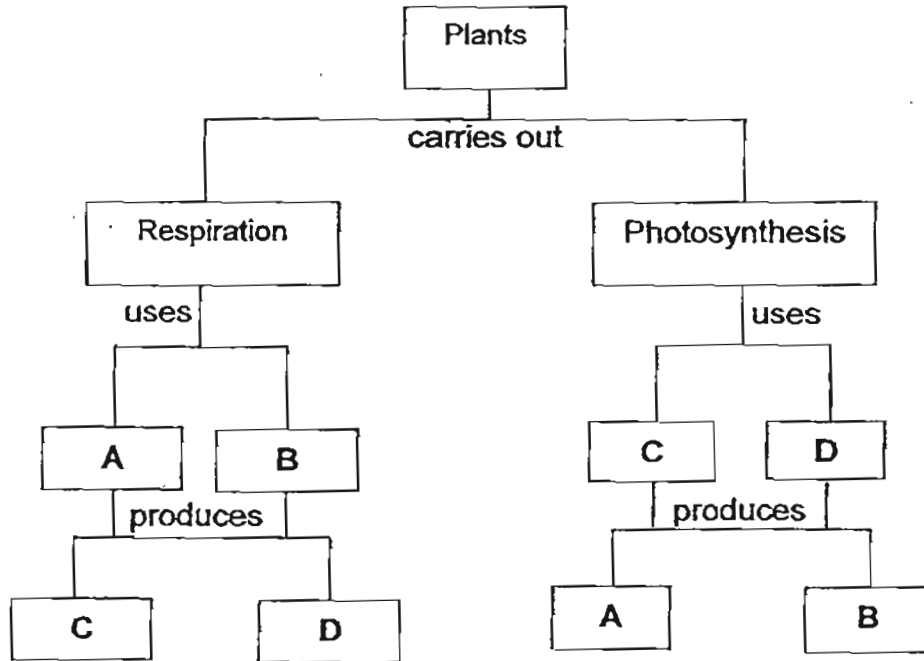 Plants
carries out
Respiration
Photosynthesis
uses
uses
A
B
C
D
produces
produces
C
D
A
B